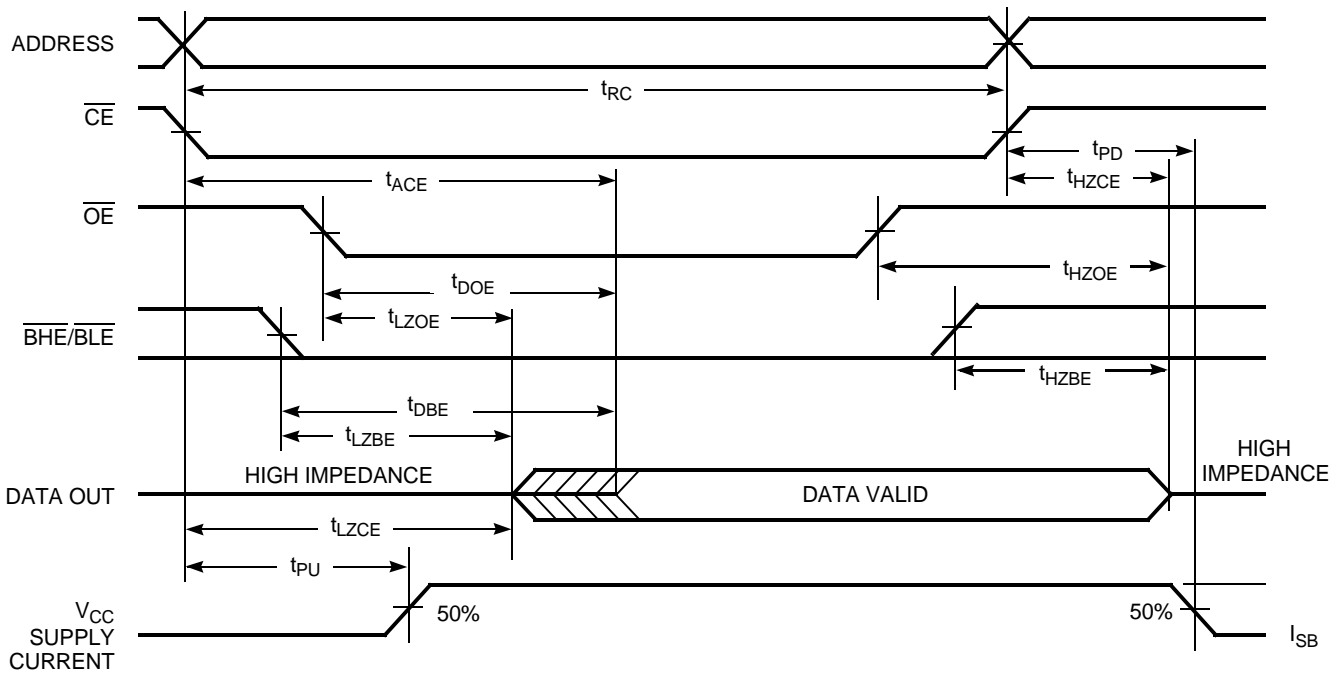 ADDRESS
tRC
CE
tPD
tACE
tHZCE
OE
tHZOE
tDOE
tLZOE
BHE/BLE
tHZBE
tDBE
tLZBE
HIGH IMPEDANCE
HIGH
IMPEDANCE
DATA OUT
DATA VALID
tLZCE
tPU
VCC
SUPPLY
CURRENT
50%
50%
ISB